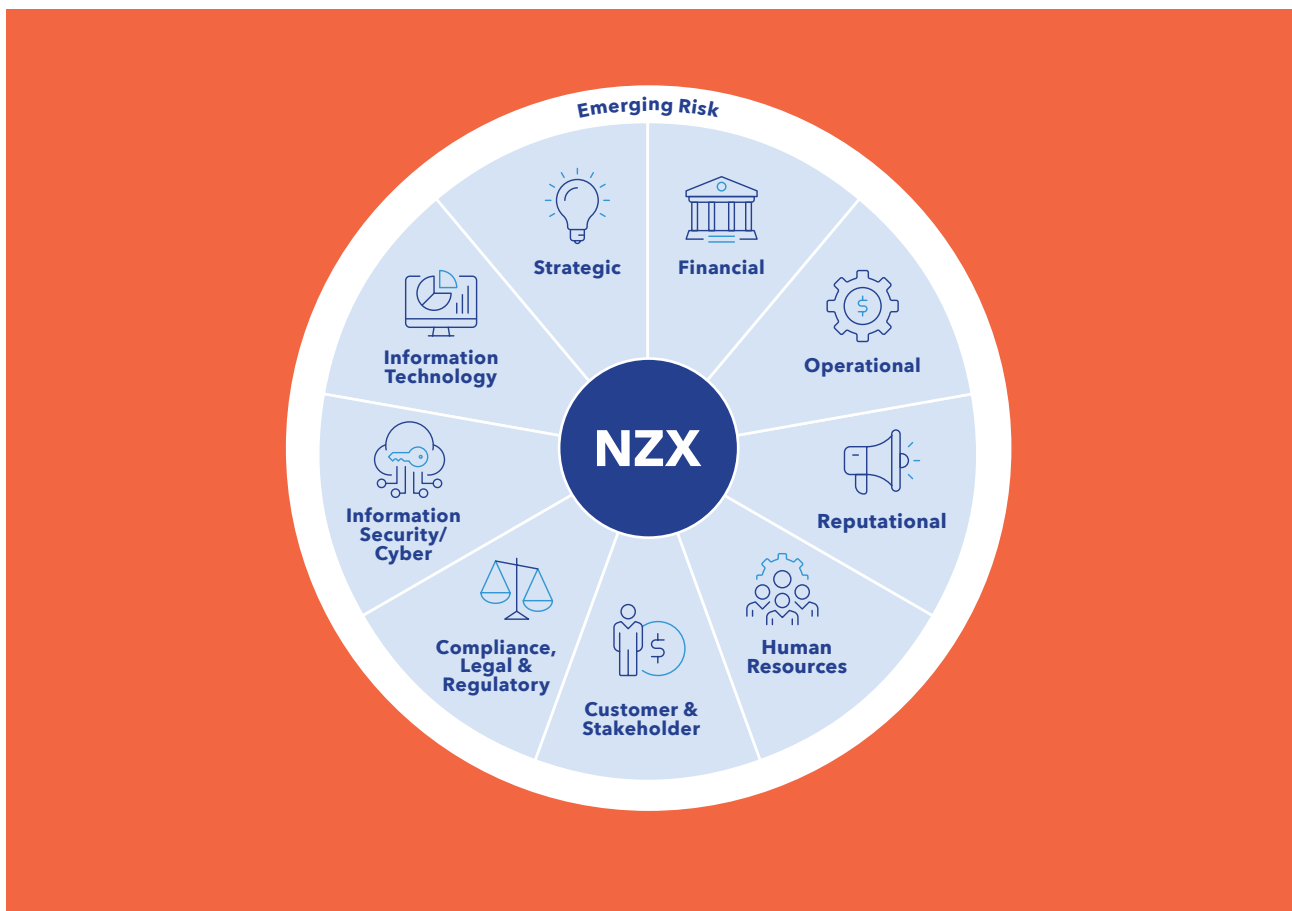 Emerging Risk
Strategic
Financial
Operational
Reputational
Human
Resources
Customer &
Stakeholder
Compliance,
Legal &
Regulatory
Information
Security/
Cyber
Information
Technology
NZX
$
$